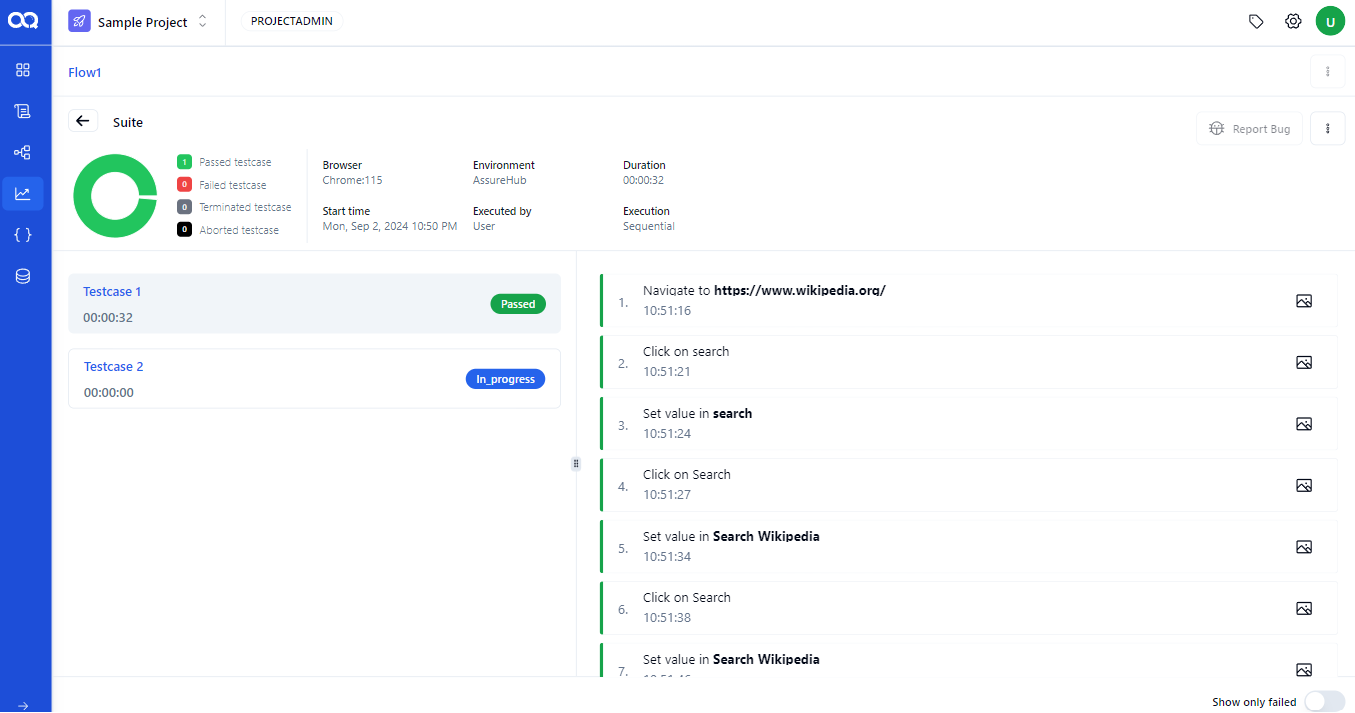 Sample Project
PROJECTADMIN
U
Flow1
Suite
Report Bug
1 Passed testcase
0 Failed testcase
0 Terminated testcase
0 Aborted testcase
Browser
Chrome:115
Environment
AssureHub
Duration
00:00:32
Start time
Mon, Sep 2, 2024 10:50 PM
Executed by
User
Execution
Sequential
Testcase 1
00:00:32
Passed
Testcase 2
00:00:00
In_progress
1. Navigate to https://www.wikipedia.org/
10:51:16
2. Click on search
10:51:21
3. Set value in search
10:51:24
4. Click on Search
10:51:27
5. Set value in Search Wikipedia
10:51:34
6. Click on Search
10:51:38
7. Set value in Search Wikipedia
Show only failed